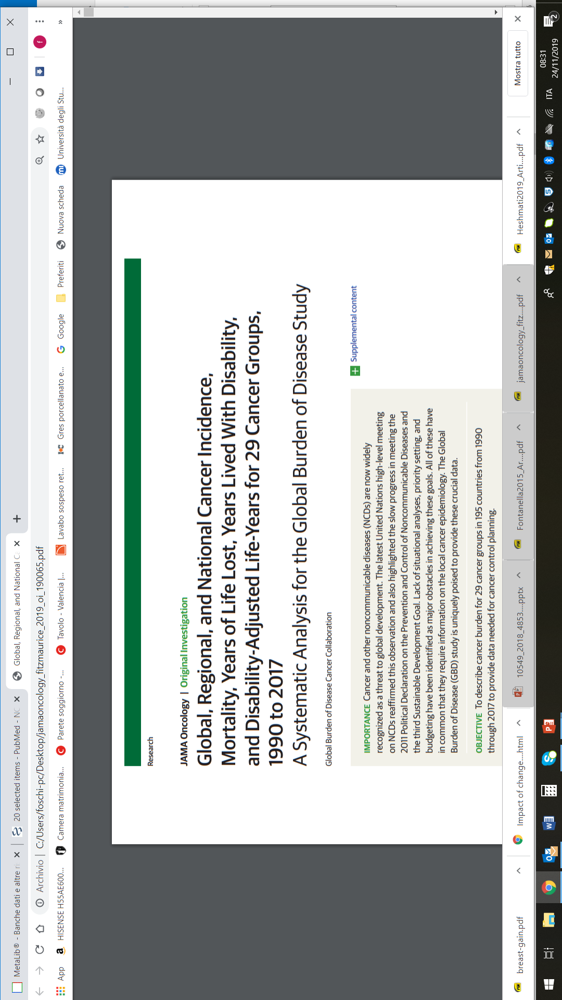 MetaLib® - Banche dati e altre ri
20 selected items - PubMed - NC
Global, Regional, and National Ca
Archivio | C:/Users/foschi-pc/Desktop/jamaoncology_fitzmaurice_2019_oi_190065.pdf
f
App
HISENSE H55AE600...
Camera matrimonia...
Parete soggiorno -...
Tavolo - Valencia |...
Lavabo sospeso ret...
Gres porcellanato e...
Google
Preferiti
Nuova scheda
Università degli Stu...
»
Research
JAMA Oncology | Original Investigation
Global, Regional, and National Cancer Incidence,
Mortality, Years of Life Lost, Years Lived With Disability,
and Disability-Adjusted Life-Years for 29 Cancer Groups,
1990 to 2017
A Systematic Analysis for the Global Burden of Disease Study
Global Burden of Disease Cancer Collaboration
Supplemental content
IMPORTANCE Cancer and other noncommunicable diseases (NCDs) are now widely
recognized as a threat to global development. The latest United Nations high-level meeting
on NCDs reaffirmed this observation and also highlighted the slow progress in meeting the
2011 Political Declaration on the Prevention and Control of Noncommunicable Diseases and
the third Sustainable Development Goal. Lack of situational analyses, priority setting, and
budgeting have been identified as major obstacles in achieving these goals. All of these have
in common that they require information on the local cancer epidemiology. The Global
Burden of Disease (GBD) study is uniquely poised to provide these crucial data.
OBJECTIVE To describe cancer burden for 29 cancer groups in 195 countries from 1990
through 2017 to provide data needed for cancer control planning.
breast-gain.pdf
Impact of change....html
10549_2018_4853....pptx
Fontanella2015_Ar....pdf
jamaoncology_fitz....pdf
Heshmati2019_Arti....pdf
Mostra tutto
ITA
08:31
24/11/2019
2